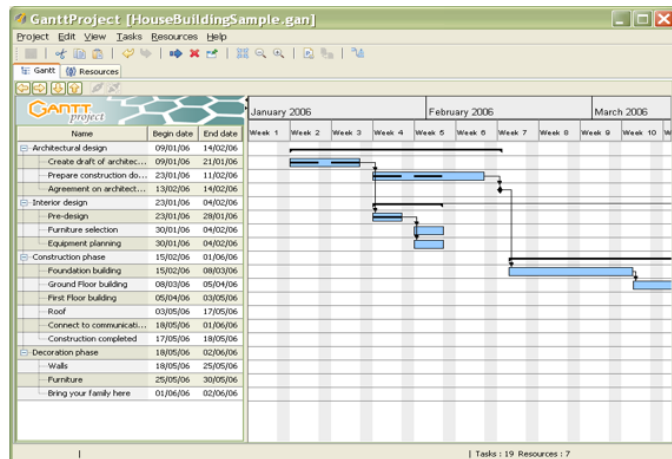 GanttProject [HouseBuildingSample.gan]
Project Edit View Tasks Resources Help
Gantt Resources
GANTT project
January 2006 February 2006 March 2006
Name Begin date End date Week 1 Week 2 Week 3 Week 4 Week 5 Week 6 Week 7 Week 8 Week 9 Week 10 W
Architectural design 09/01/06 14/02/06
Create draft of architec... 09/01/06 21/01/06
Prepare construction do... 23/01/06 11/02/06
Agreement on architect... 13/02/06 14/02/06
Interior design 23/01/06 04/02/06
Pre-design 23/01/06 28/01/06
Furniture selection 30/01/06 04/02/06
Equipment planning 30/01/06 04/02/06
Construction phase 15/02/06 01/06/06
Foundation building 15/02/06 08/03/06
Ground Floor building 08/03/06 05/04/06
First Floor building 05/04/06 03/05/06
Roof 03/05/06 17/05/06
Connect to communicati... 18/05/06 01/06/06
Construction completed 17/05/06 18/05/06
Decoration phase 18/05/06 02/06/06
Walls 18/05/06 25/05/06
Furniture 25/05/06 30/05/06
Bring your family here 01/06/06 02/06/06
Tasks : 19 Resources : 7